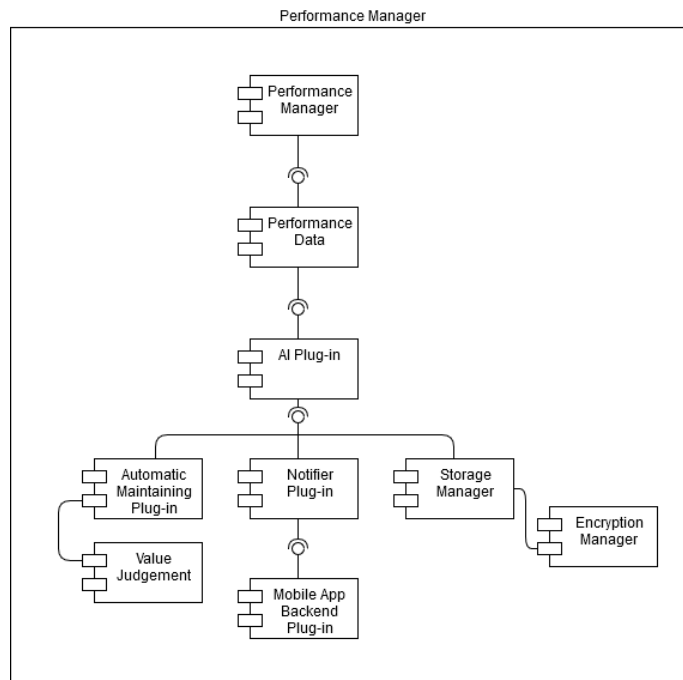 Performance Manager
Performance
Manager
Performance
Data
AI Plug-in
Automatic
Maintaining
Plug-in
Notifier
Plug-in
Storage
Manager
Encryption
Manager
Value
Judgement
Mobile App
Backend
Plug-in